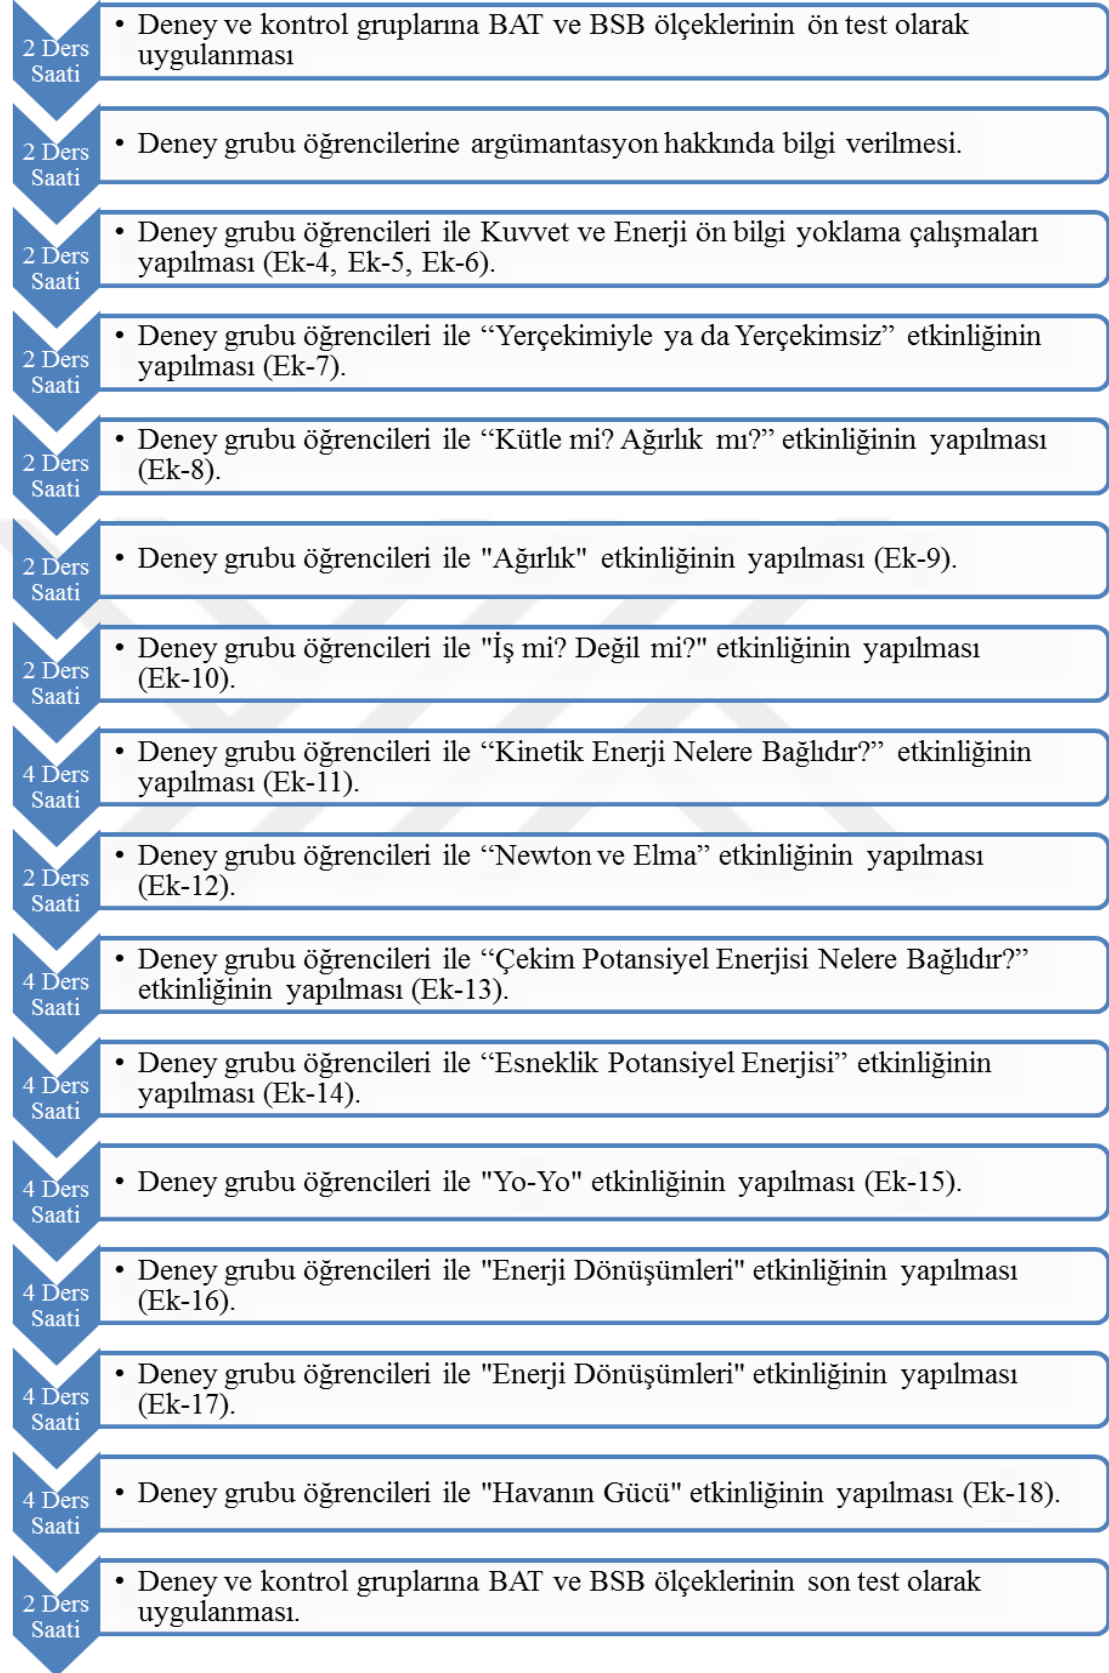 2 Ders
Saati
• Deney ve kontrol gruplarına BAT ve BSB ölçeklerinin ön test olarak
uygulanması
2 Ders
Saati
• Deney grubu öğrencilerine argümantasyon hakkında bilgi verilmesi.
2 Ders
Saati
• Deney grubu öğrencileri ile Kuvvet ve Enerji ön bilgi yoklama çalışmaları
yapılması (Ek-4, Ek-5, Ek-6).
2 Ders
Saati
• Deney grubu öğrencileri ile “Yerçekimiyle ya da Yerçekimsiz” etkinliğinin
yapılması (Ek-7).
2 Ders
Saati
• Deney grubu öğrencileri ile “Kütle mi? Ağırlık mı?” etkinliğinin yapılması
(Ek-8).
2 Ders
Saati
• Deney grubu öğrencileri ile "Ağırlık" etkinliğinin yapılması (Ek-9).
2 Ders
Saati
• Deney grubu öğrencileri ile "İş mi? Değil mi?" etkinliğinin yapılması
(Ek-10).
4 Ders
Saati
• Deney grubu öğrencileri ile “Kinetik Enerji Nelere Bağlıdır?” etkinliğinin
yapılması (Ek-11).
2 Ders
Saati
• Deney grubu öğrencileri ile “Newton ve Elma” etkinliğinin yapılması
(Ek-12).
4 Ders
Saati
• Deney grubu öğrencileri ile “Çekim Potansiyel Enerjisi Nelere Bağlıdır?”
etkinliğinin yapılması (Ek-13).
4 Ders
Saati
• Deney grubu öğrencileri ile “Esneklik Potansiyel Enerjisi” etkinliğinin
yapılması (Ek-14).
4 Ders
Saati
• Deney grubu öğrencileri ile "Yo-Yo" etkinliğinin yapılması (Ek-15).
4 Ders
Saati
• Deney grubu öğrencileri ile "Enerji Dönüşümleri" etkinliğinin yapılması
(Ek-16).
4 Ders
Saati
• Deney grubu öğrencileri ile "Enerji Dönüşümleri" etkinliğinin yapılması
(Ek-17).
4 Ders
Saati
• Deney grubu öğrencileri ile "Havanın Gücü" etkinliğinin yapılması (Ek-18).
2 Ders
Saati
• Deney ve kontrol gruplarına BAT ve BSB ölçeklerinin son test olarak
uygulanması.